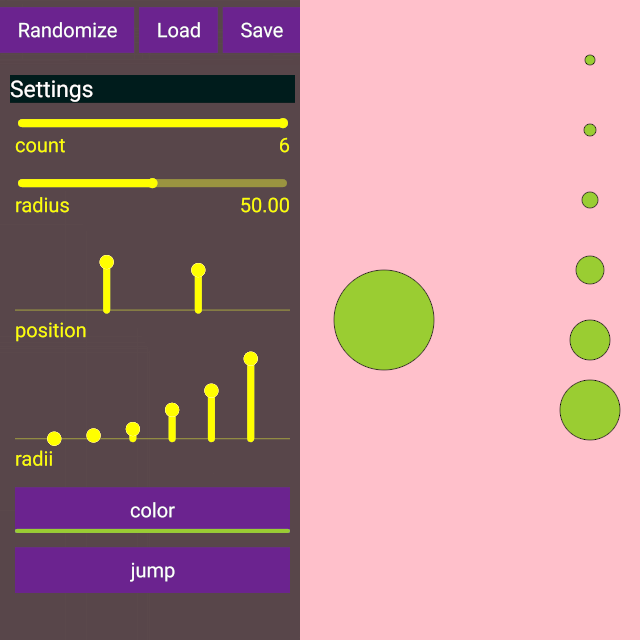 Randomize Load Save
Settings
count 6
radius 50.00
position
radii
color
jump